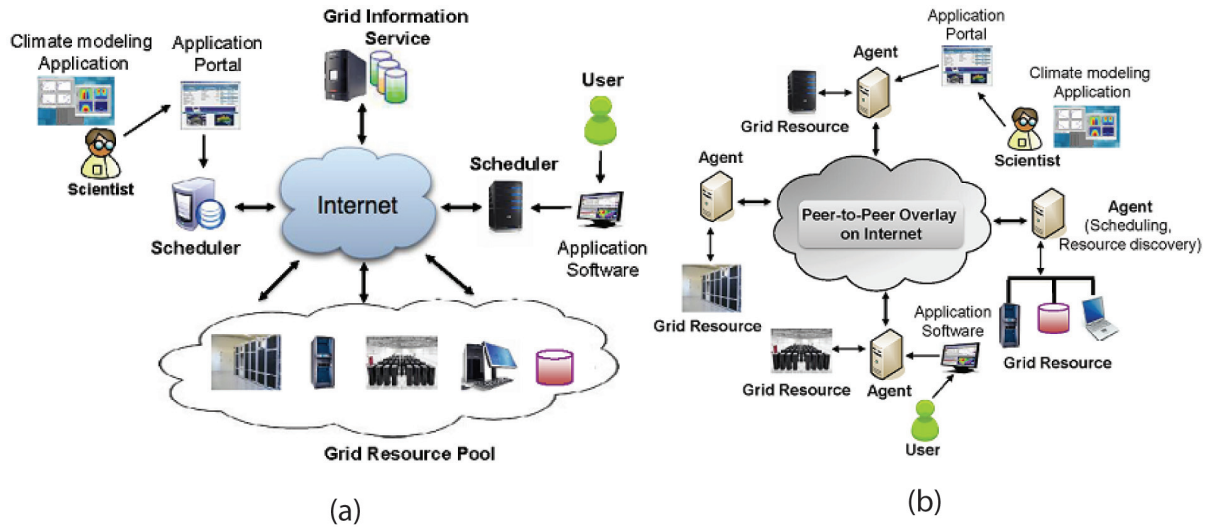 Grid Information
Service
Climate modeling
Application
Application
Portal
User
Scientist
Scheduler
Internet
Scheduler
Application
Software
Grid Resource Pool
(a)
Agent
Application
Portal
Climate modeling
Application
Grid Resource
Scientist
Agent
Peer-to-Peer Overlay
on Internet
Agent
(Scheduling,
Resource discovery)
Grid Resource
Application
Software
Grid Resource
Grid Resource
Agent
User
(b)